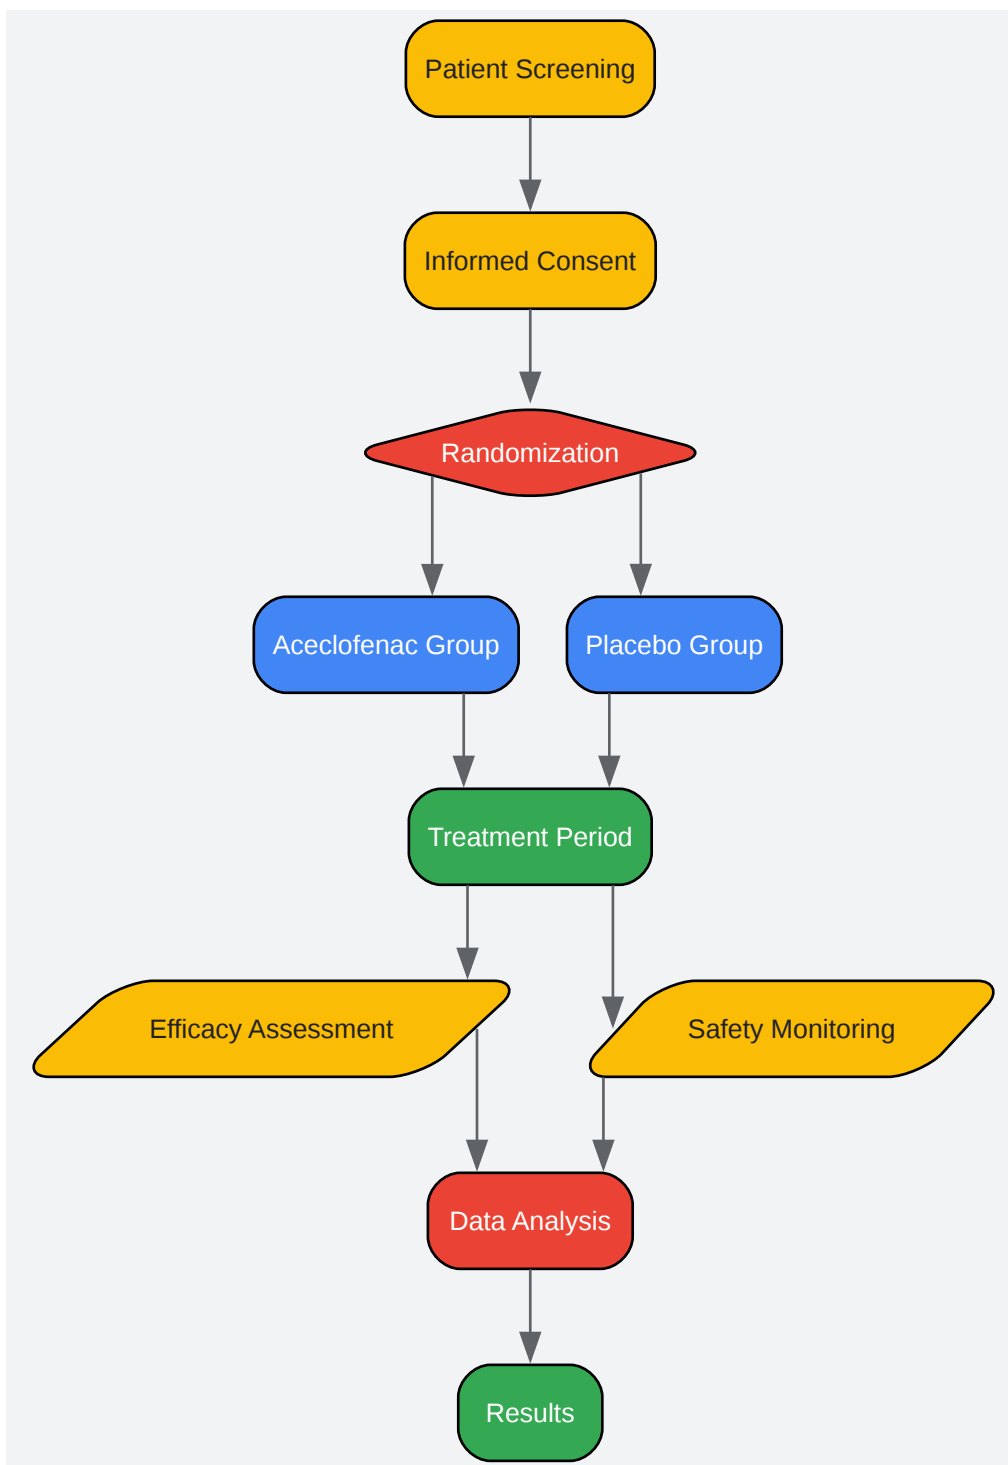 Patient Screening
Informed Consent
Randomization
Aceclofenac Group
Placebo Group
Treatment Period
Efficacy Assessment
Safety Monitoring
Data Analysis
Results